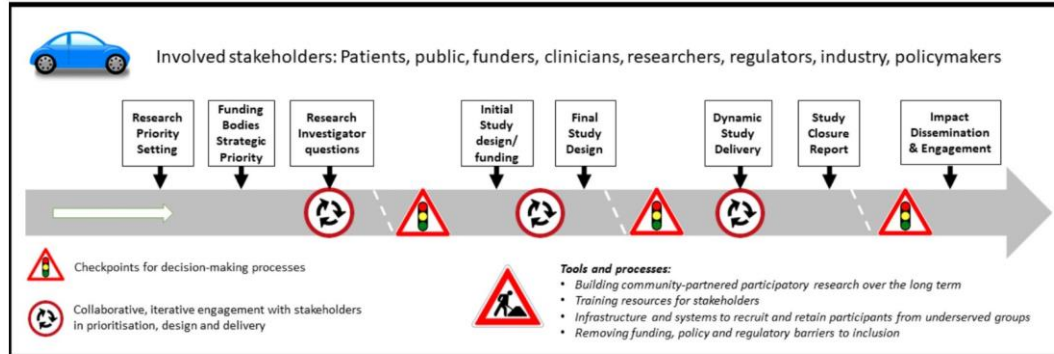 Involved stakeholders: Patients, public, funders, clinicians, researchers, regulators, industry, policymakers
Research
Priority
Setting
Funding
Bodies
Strategic
Priority
Research
Investigator
questions
Initial
Study
design/
funding
Final
Study
Design
Dynamic
Study
Delivery
Study
Closure
Report
Impact
Dissemination
& Engagement
Checkpoints for decision-making processes
Collaborative, iterative engagement with stakeholders
in prioritisation, design and delivery
Tools and processes:
• Building community-partnered participatory research over the long term
• Training resources for stakeholders
• Infrastructure and systems to recruit and retain participants from underserved groups
• Removing funding, policy and regulatory barriers to inclusion